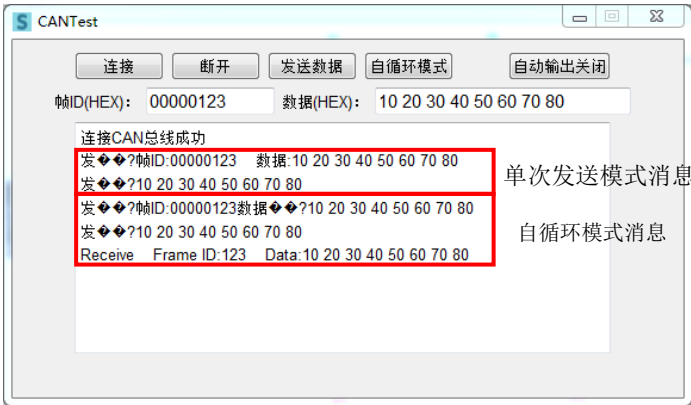 CANTest
连接 断开 发送数据 自循环模式 自动输出关闭
帧ID(HEX): 00000123 数据(HEX): 10 20 30 40 50 60 70 80
连接CAN总线成功
发��?帧ID:00000123 数据:10 20 30 40 50 60 70 80
发��?10 20 30 40 50 60 70 80
单次发送模式消息
发��?帧ID:00000123数据��?10 20 30 40 50 60 70 80
发��?10 20 30 40 50 60 70 80
自循环模式消息
Receive Frame ID:123 Data:10 20 30 40 50 60 70 80